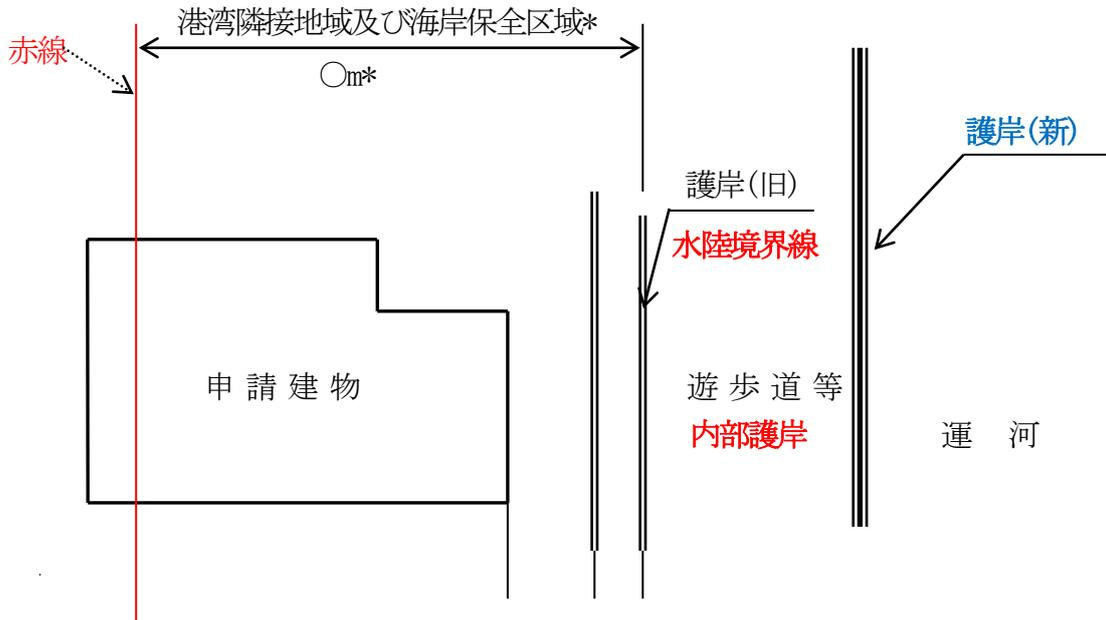 港湾隣接地域及び海岸保全区域*
赤線
○m*
護岸(新)
護岸(旧)
水陸境界線
申請建物
遊歩道等
内部護岸
運河